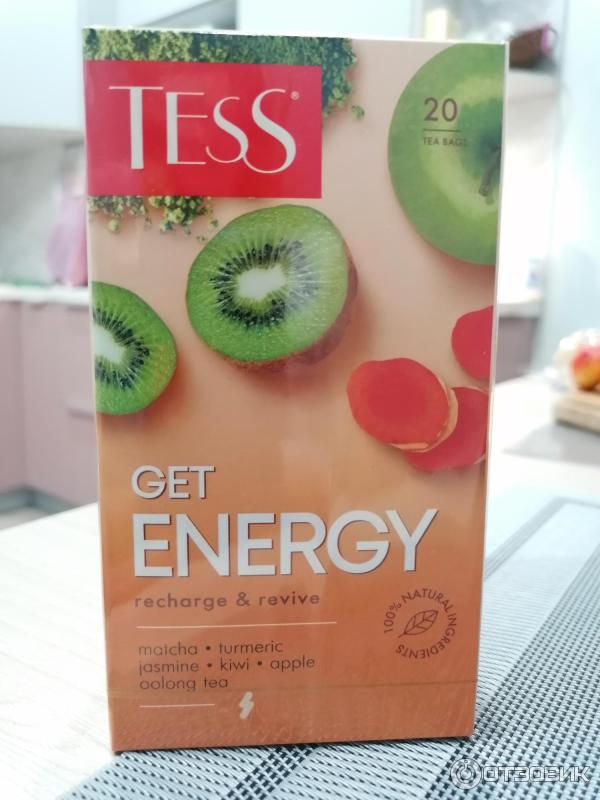 TESS®
20
TEA BAGS
GET
ENERGY
recharge & revive
100% NATURAL INGREDIENTS
matcha • turmeric
jasmine • kiwi • apple
oolong tea
ОТЗОВИК